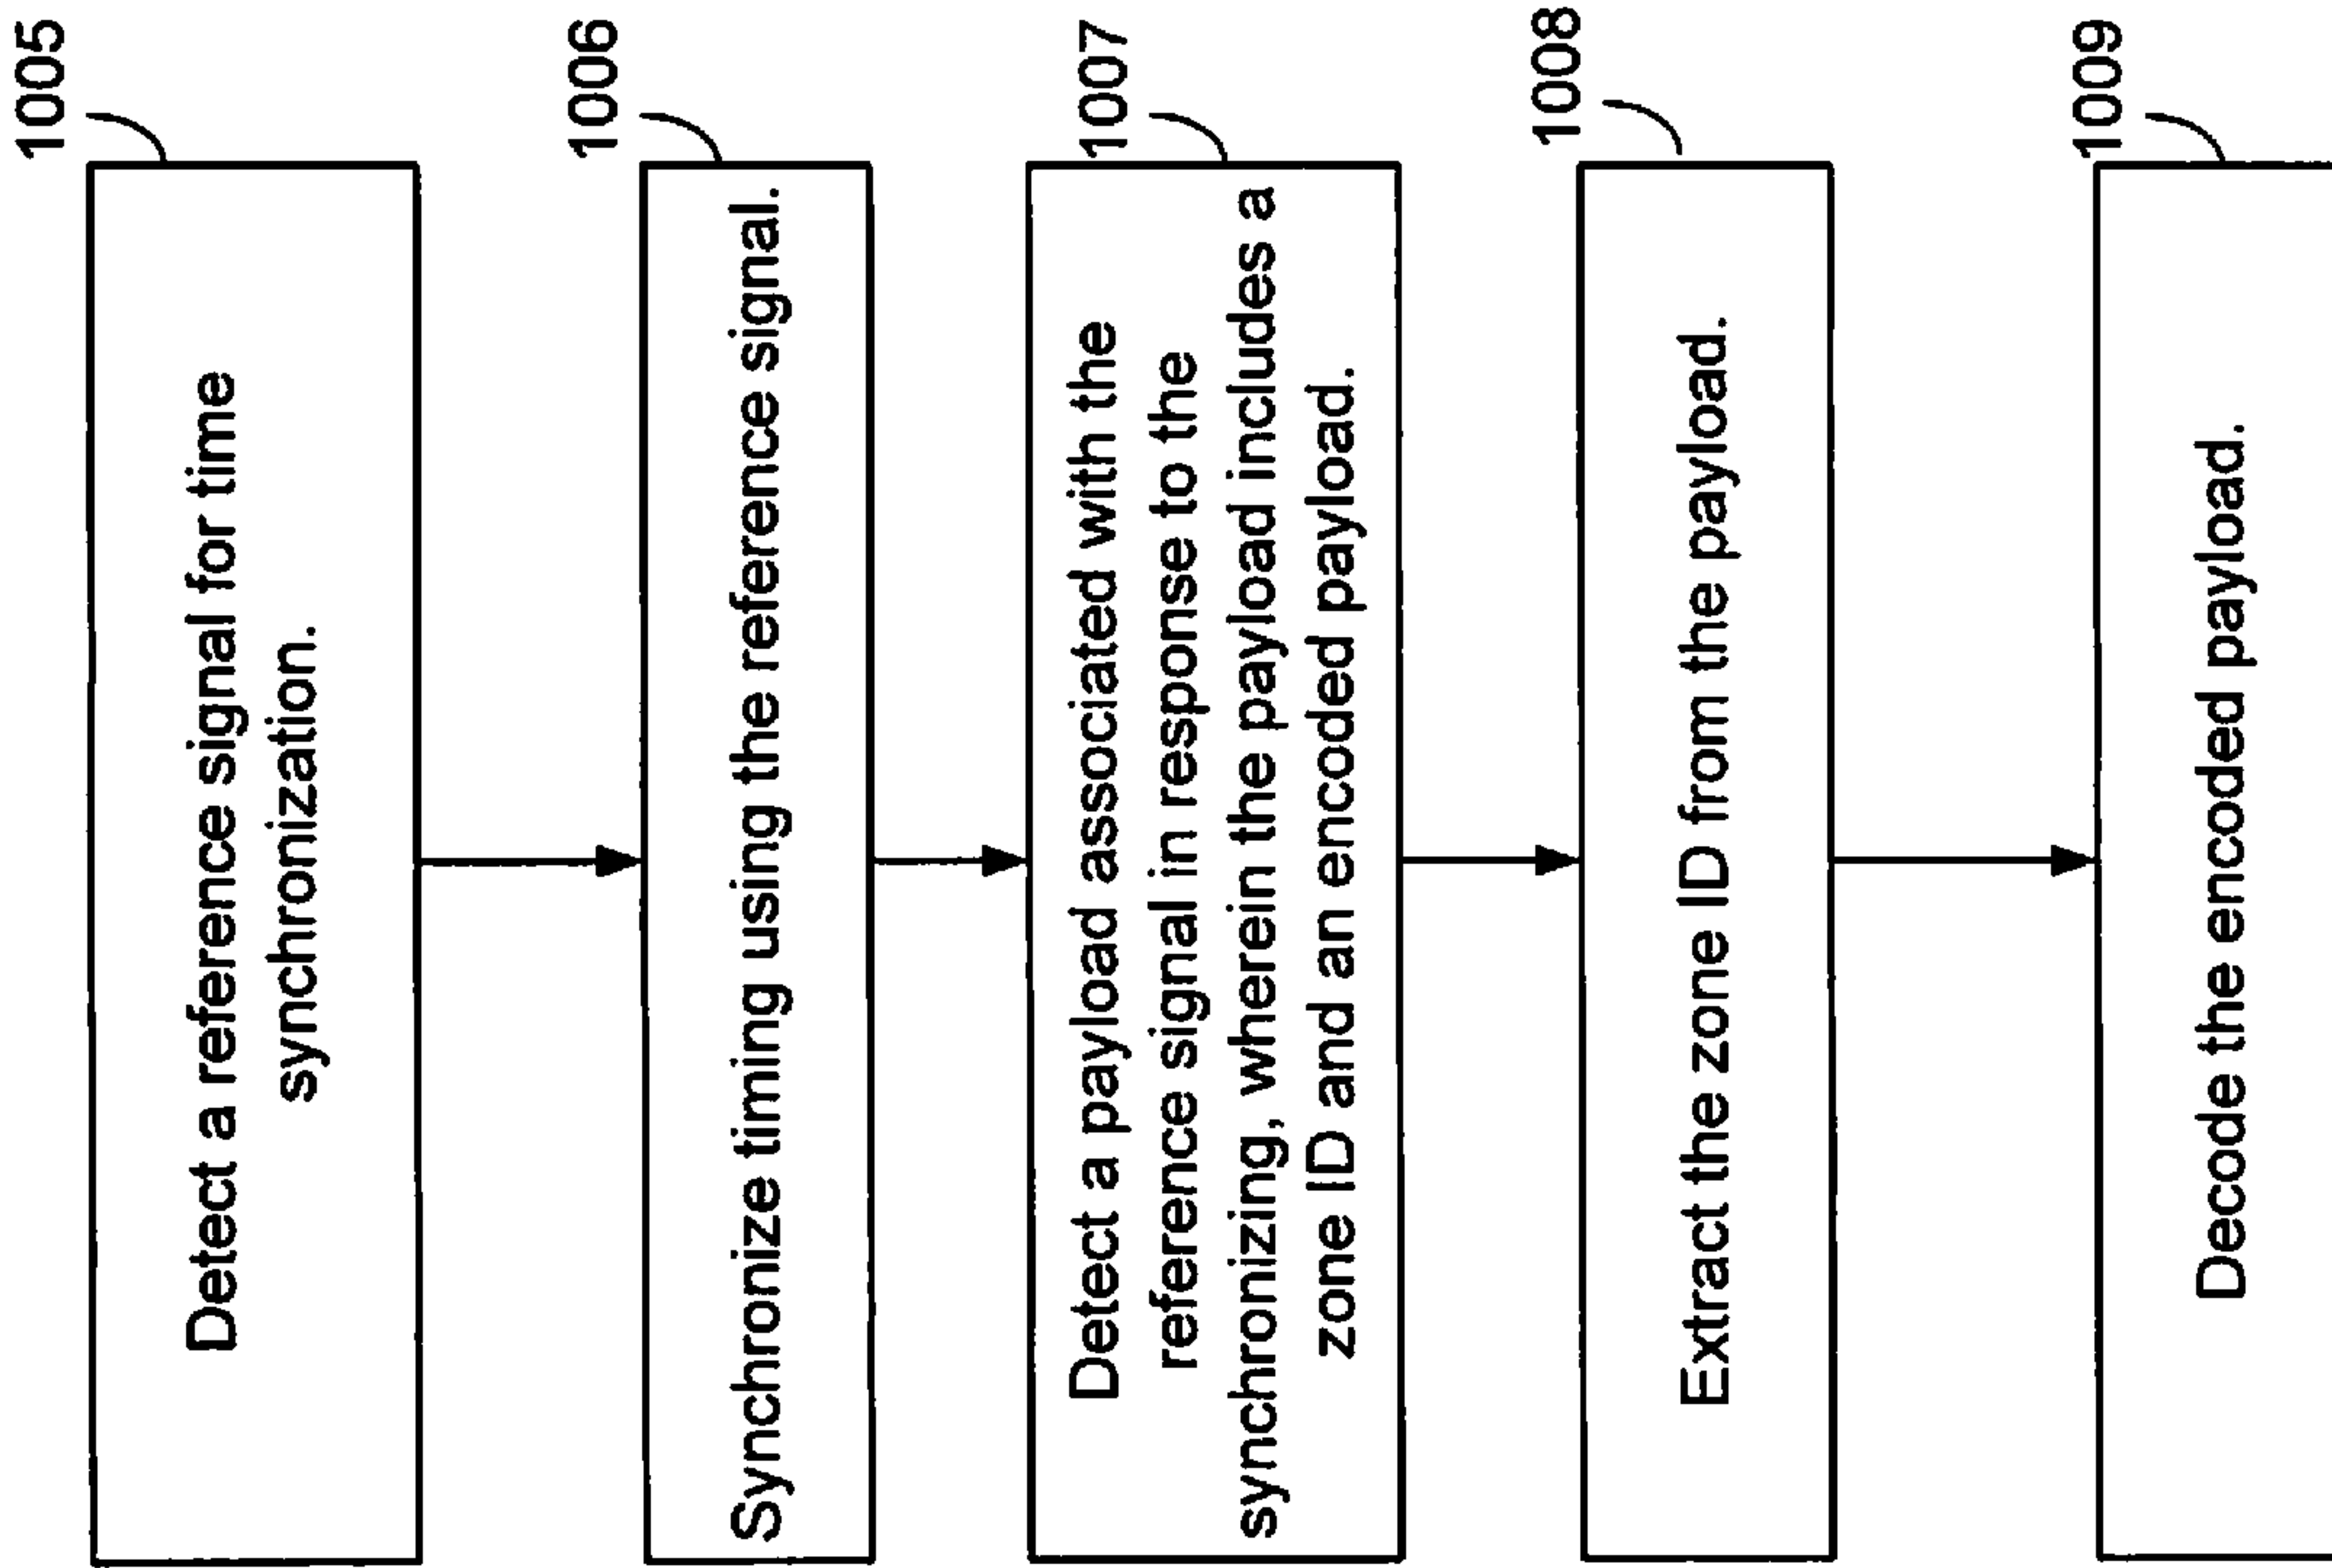 1005
Detect a reference signal for time
synchronization.
1006
Synchronize timing using the reference signal.
1007
Detect a payload associated with the
reference signal in response to the
synchronizing, wherein the payload includes a
zone ID and an encoded payload.
1008
Extract the zone ID from the payload.
1009
Decode the encoded payload.